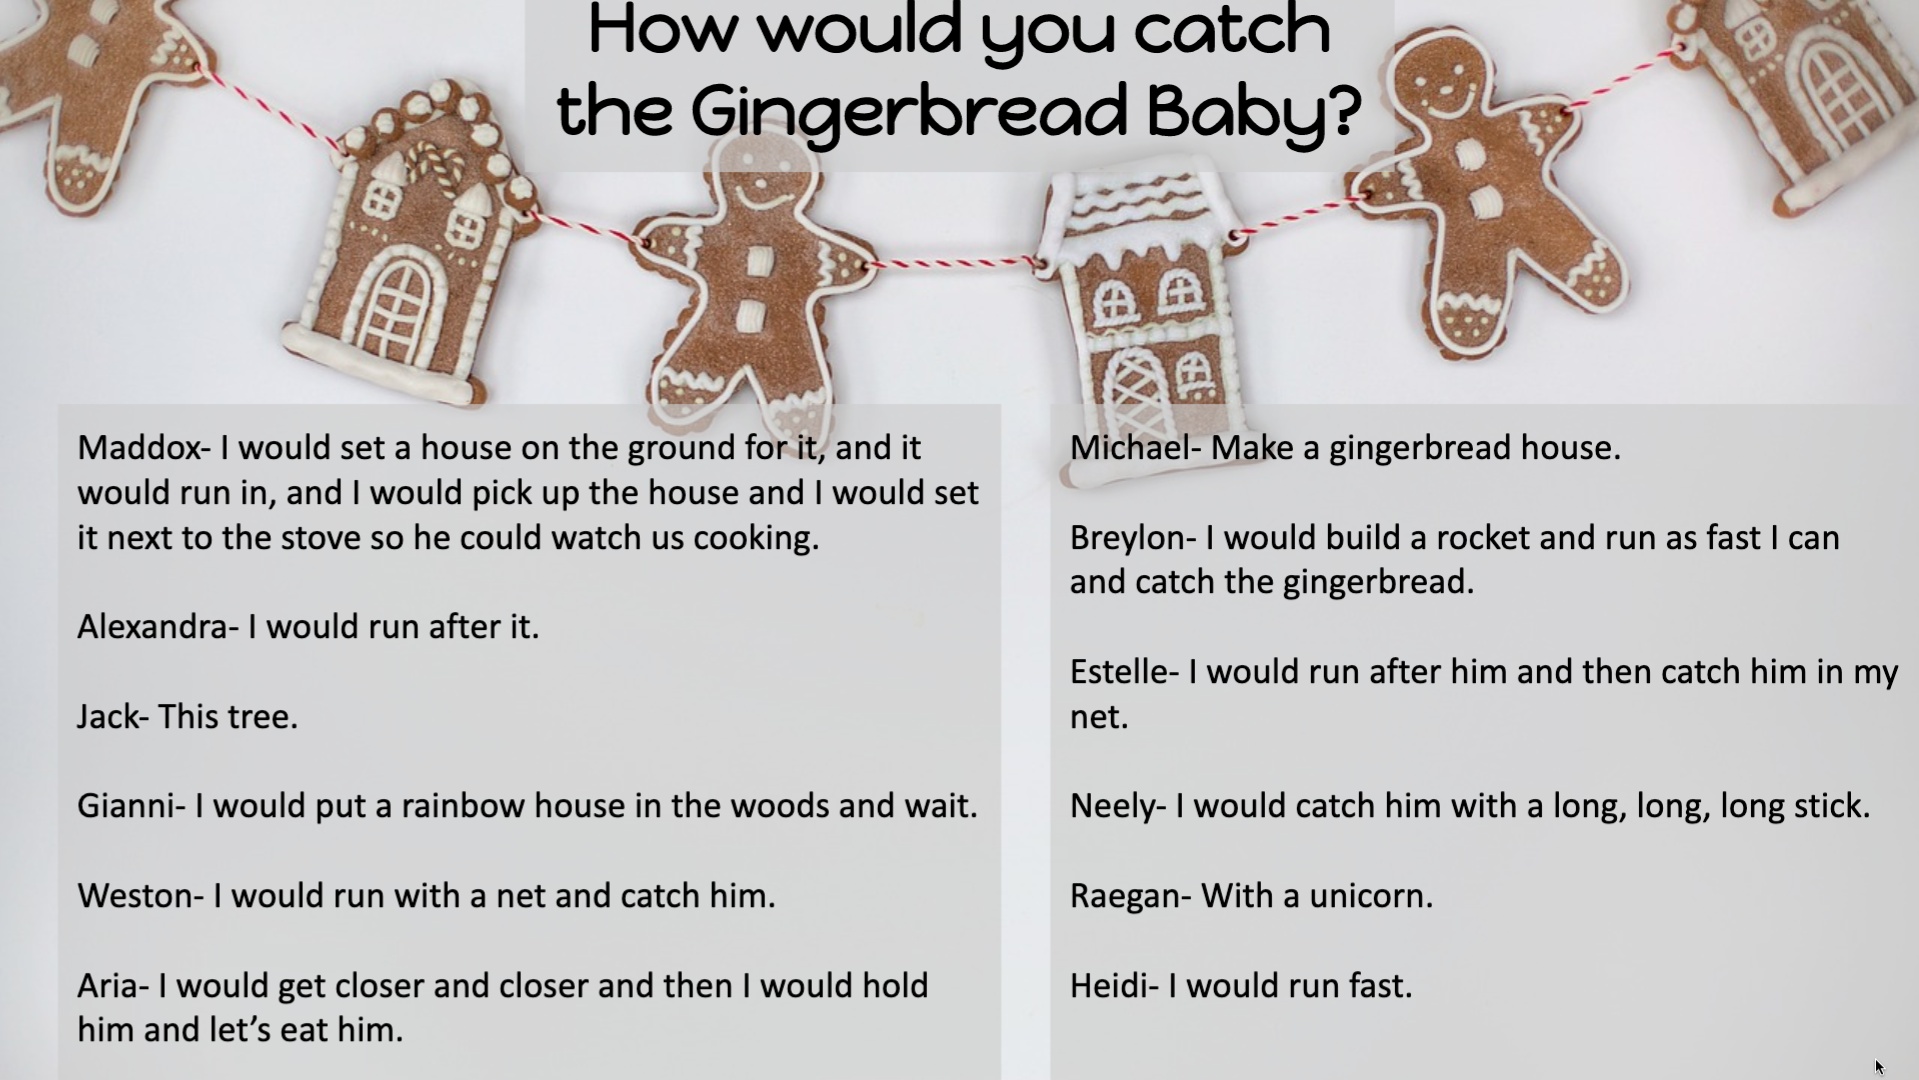 How would you catch
the Gingerbread Baby?
Maddox- I would set a house on the ground for it, and it
would run in, and I would pick up the house and I would set
it next to the stove so he could watch us cooking.
Alexandra- I would run after it.
Jack- This tree.
Gianni- I would put a rainbow house in the woods and wait.
Weston- I would run with a net and catch him.
Aria- I would get closer and closer and then I would hold
him and let’s eat him.
Michael- Make a gingerbread house.
Breylon- I would build a rocket and run as fast I can
and catch the gingerbread.
Estelle- I would run after him and then catch him in my
net.
Neely- I would catch him with a long, long, long stick.
Raegan- With a unicorn.
Heidi- I would run fast.